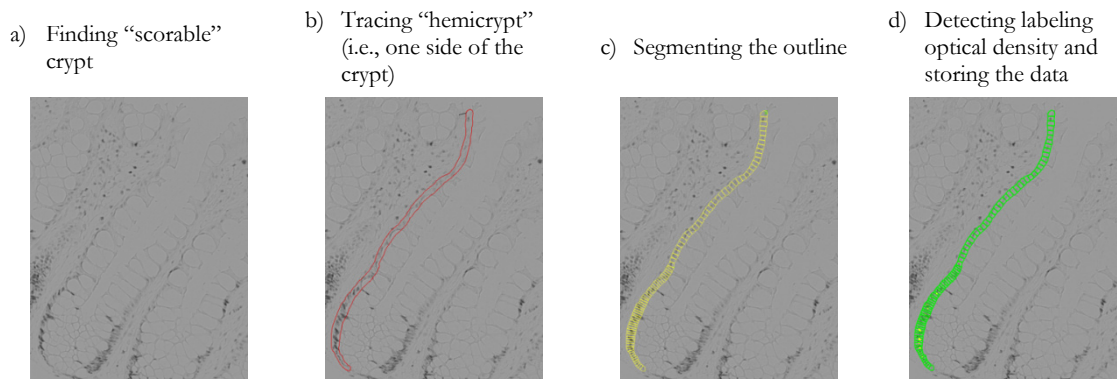 a) Finding “scorable”
crypt
b) Tracing “hemicrypt”
(i.e., one side of the
crypt)
c) Segmenting the outline
d) Detecting labeling
optical density and
storing the data